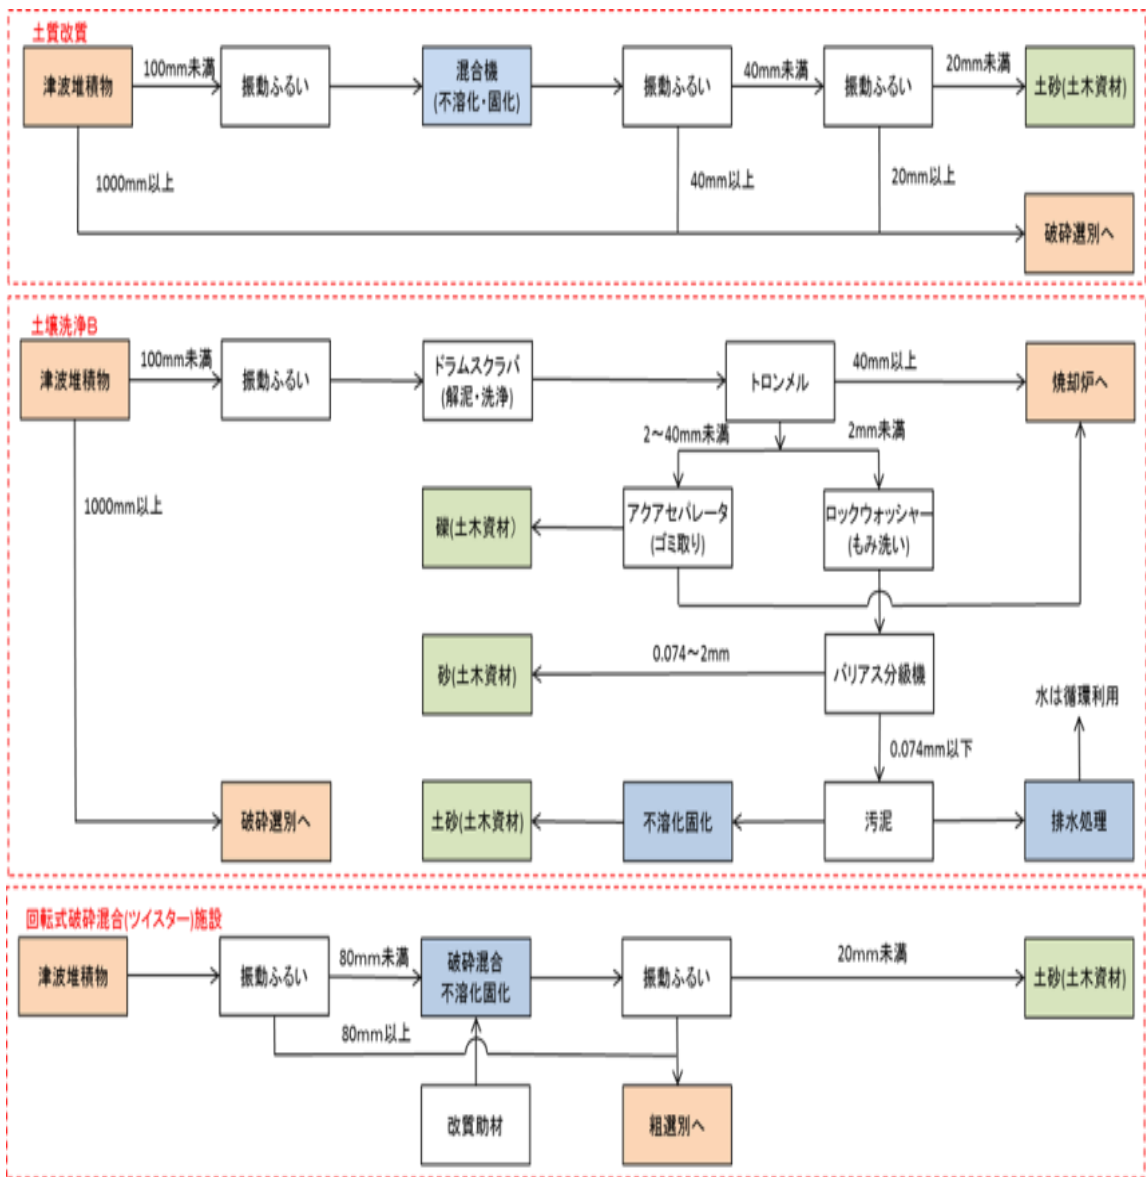 土質改質
津波堆積物
100mm未満
振動ふるい
混合機
(不溶化・固化)
振動ふるい
40mm未満
振動ふるい
20mm未満
土砂(土木資材)
1000mm以上
40mm以上
20mm以上
破砕選別へ
土壌洗浄B
津波堆積物
100mm未満
振動ふるい
ドラムスクラバ
(解泥・洗浄)
トロンメル
40mm以上
焼却炉へ
2～40mm未満
2mm未満
1000mm以上
礫(土木資材)
アクアセパレータ
(ゴミ取り)
ロックウォッシャー
(もみ洗い)
砂(土木資材)
0.074～2mm
バリアス分級機
水は循環利用
0.074mm以下
破砕選別へ
土砂(土木資材)
不溶化固化
汚泥
排水処理
回転式破砕混合(ツイスター)施設
津波堆積物
振動ふるい
80mm未満
破砕混合
不溶化固化
振動ふるい
20mm未満
土砂(土木資材)
80mm以上
改質助材
粗選別へ